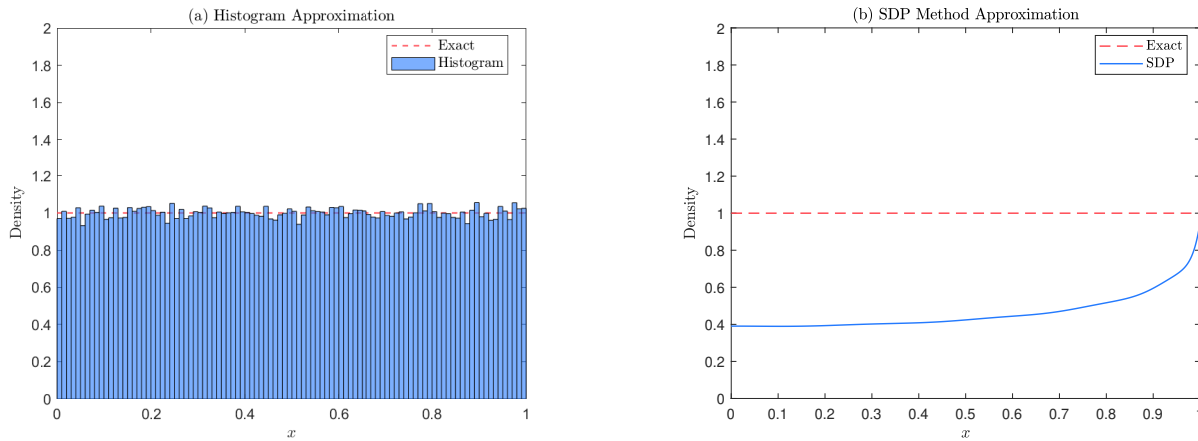 (a) Histogram Approximation
2
1.8
1.6
1.4
1.2
1
0.8
0.6
0.4
0.2
0
Density
Exact
Histogram
0 0.2 0.4 0.6 0.8 1
x
(b) SDP Method Approximation
2
1.8
1.6
1.4
1.2
1
0.8
0.6
0.4
0.2
0
Density
Exact
SDP
0 0.1 0.2 0.3 0.4 0.5 0.6 0.7 0.8 0.9 1
x